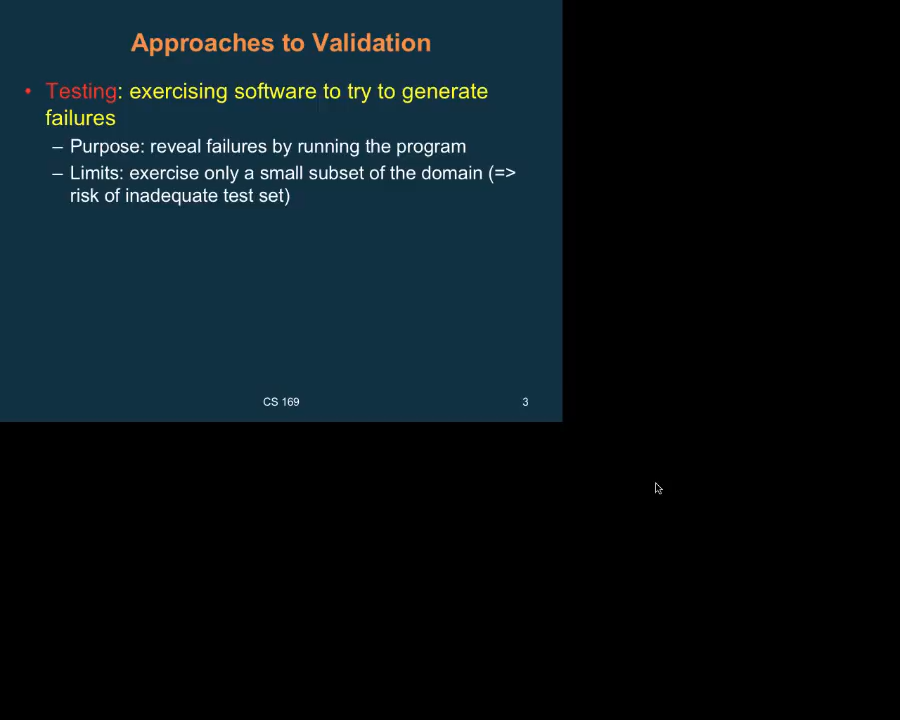 Approaches to Validation
• Testing: exercising software to try to generate
failures
– Purpose: reveal failures by running the program
– Limits: exercise only a small subset of the domain (=>
risk of inadequate test set)
CS 169
3